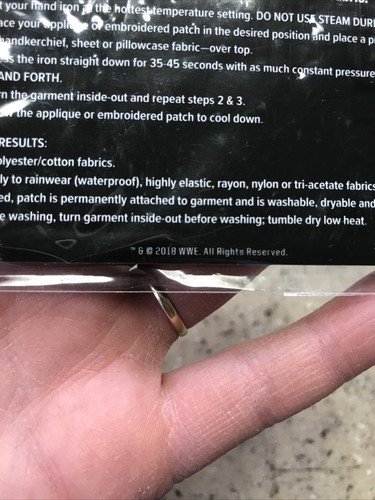 your hand iron to the hottest temperature setting. DO NOT USE STEAM
your applique or embroidered patch in the desired position and place a
handkerchief, sheet or pillowcase fabric—over top.
the iron straight down for 35-45 seconds with as much constant pressure
AND FORTH.
the garment inside-out and repeat steps 2 & 3.
the applique or embroidered patch to cool down.
RESULTS:
olyester/cotton fabrics.
ly to rainwear (waterproof), highly elastic, rayon, nylon or tri-acetate fabrics
ed, patch is permanently attached to garment and is washable, dryable and
e washing, turn garment inside-out before washing; tumble dry low heat.
™ & © 2018 WWE. All Rights Reserved.